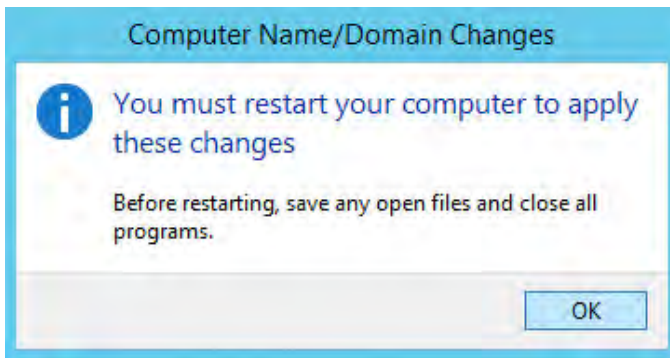 Computer Name/Domain Changes
You must restart your computer to apply
these changes
Before restarting, save any open files and close all
programs.
OK